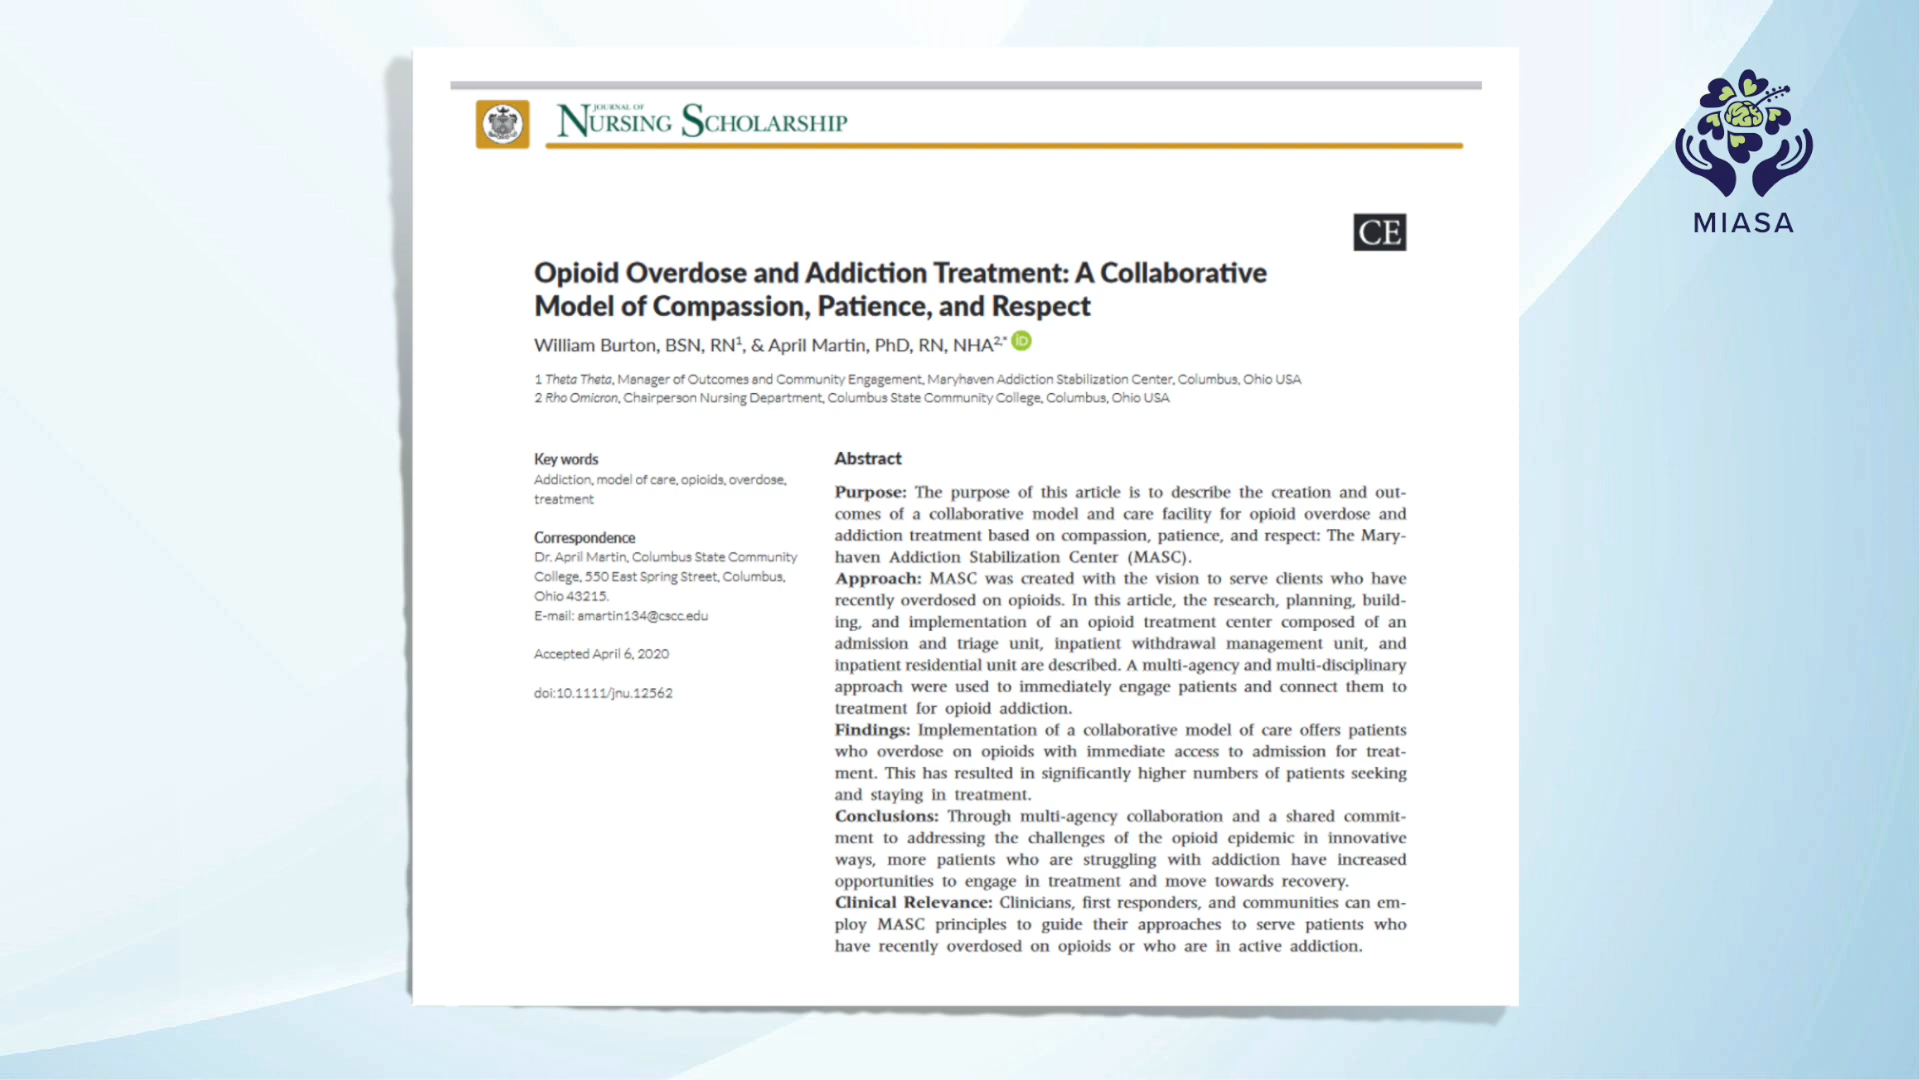 JOURNAL OF
NURSING SCHOLARSHIP
MIASA
CE
Opioid Overdose and Addiction Treatment: A Collaborative
Model of Compassion, Patience, and Respect
William Burton, BSN, RN1, & April Martin, PhD, RN, NHA2,* iD
1 Theta Theta, Manager of Outcomes and Community Engagement, Maryhaven Addiction Stabilization Center, Columbus, Ohio USA
2 Rho Omicron, Chairperson Nursing Department, Columbus State Community College, Columbus, Ohio USA
Key words
Addiction, model of care, opioids, overdose,
treatment
Correspondence
Dr. April Martin, Columbus State Community
College, 550 East Spring Street, Columbus,
Ohio 43215.
E-mail: amartin134@cscc.edu
Accepted April 6, 2020
doi:10.1111/jnu.12562
Abstract
Purpose: The purpose of this article is to describe the creation and out-
comes of a collaborative model and care facility for opioid overdose and
addiction treatment based on compassion, patience, and respect: The Mary-
haven Addiction Stabilization Center (MASC).
Approach: MASC was created with the vision to serve clients who have
recently overdosed on opioids. In this article, the research, planning, build-
ing, and implementation of an opioid treatment center composed of an
admission and triage unit, inpatient withdrawal management unit, and
inpatient residential unit are described. A multi-agency and multi-disciplinary
approach were used to immediately engage patients and connect them to
treatment for opioid addiction.
Findings: Implementation of a collaborative model of care offers patients
who overdose on opioids with immediate access to admission for treat-
ment. This has resulted in significantly higher numbers of patients seeking
and staying in treatment.
Conclusions: Through multi-agency collaboration and a shared commit-
ment to addressing the challenges of the opioid epidemic in innovative
ways, more patients who are struggling with addiction have increased
opportunities to engage in treatment and move towards recovery.
Clinical Relevance: Clinicians, first responders, and communities can em-
ploy MASC principles to guide their approaches to serve patients who
have recently overdosed on opioids or who are in active addiction.